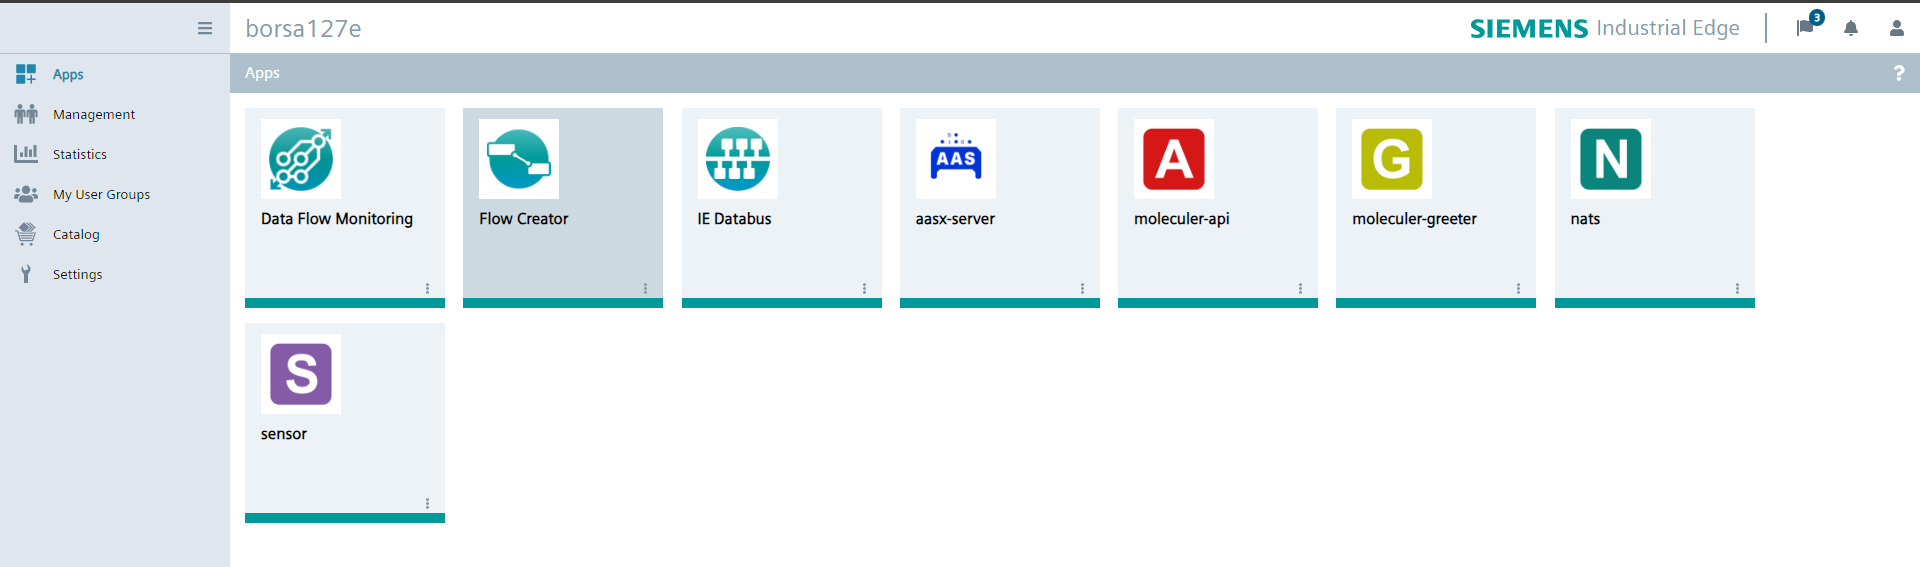 borsa127e
SIEMENS Industrial Edge
3
Apps
Management
Statistics
My User Groups
Catalog
Settings
Apps
?
Data Flow Monitoring
Flow Creator
IE Databus
AAS
aasx-server
A
moleculer-api
G
moleculer-greeter
N
nats
S
sensor